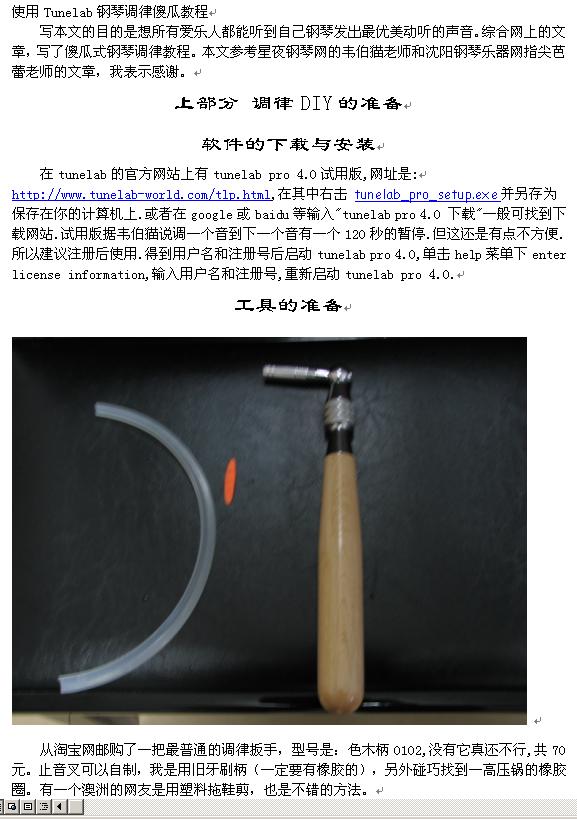 使用 Tunelab 钢琴调律傻瓜教程
写本文的目的是想所有爱乐人都能听到自己钢琴发出最优美动听的声音。综合网上的文
章,写了傻瓜式钢琴调律教程。本文参考星夜钢琴网的韦伯猫老师和沈阳钢琴乐器网指尖芭
蕾老师的文章，我表示感谢。
上部分 调律 DIY 的准备
软件的下载与安装
在 tunelab 的官方网站上有 tunelab pro 4.0 试用版,网址是:
http://www.tunelab-world.com/tlp.html,在其中右击 tunelab_pro_setup.exe 并另存为
保存在你的计算机上.或者在 google 或 baidu 等输入"tunelab pro 4.0 下载"一般可找到下
载网站.试用版据韦伯猫说调一个音到下一个音有一个 120 秒的暂停.但这还是有点不方便.
所以建议注册后使用.得到用户名和注册号后启动 tunelab pro 4.0,单击 help 菜单下 enter
license information,输入用户名和注册号,重新启动 tunelab pro 4.0.
工具的准备
从淘宝网邮购了一把最普通的调律扳手，型号是：色木柄 0102,没有它真还不行,共 70
元。止音叉可以自制，我是用旧牙刷柄（一定要有橡胶的），另外碰巧找到一高压锅的橡胶
圈。有一个澳洲的网友是用塑料拖鞋剪，也是不错的方法。